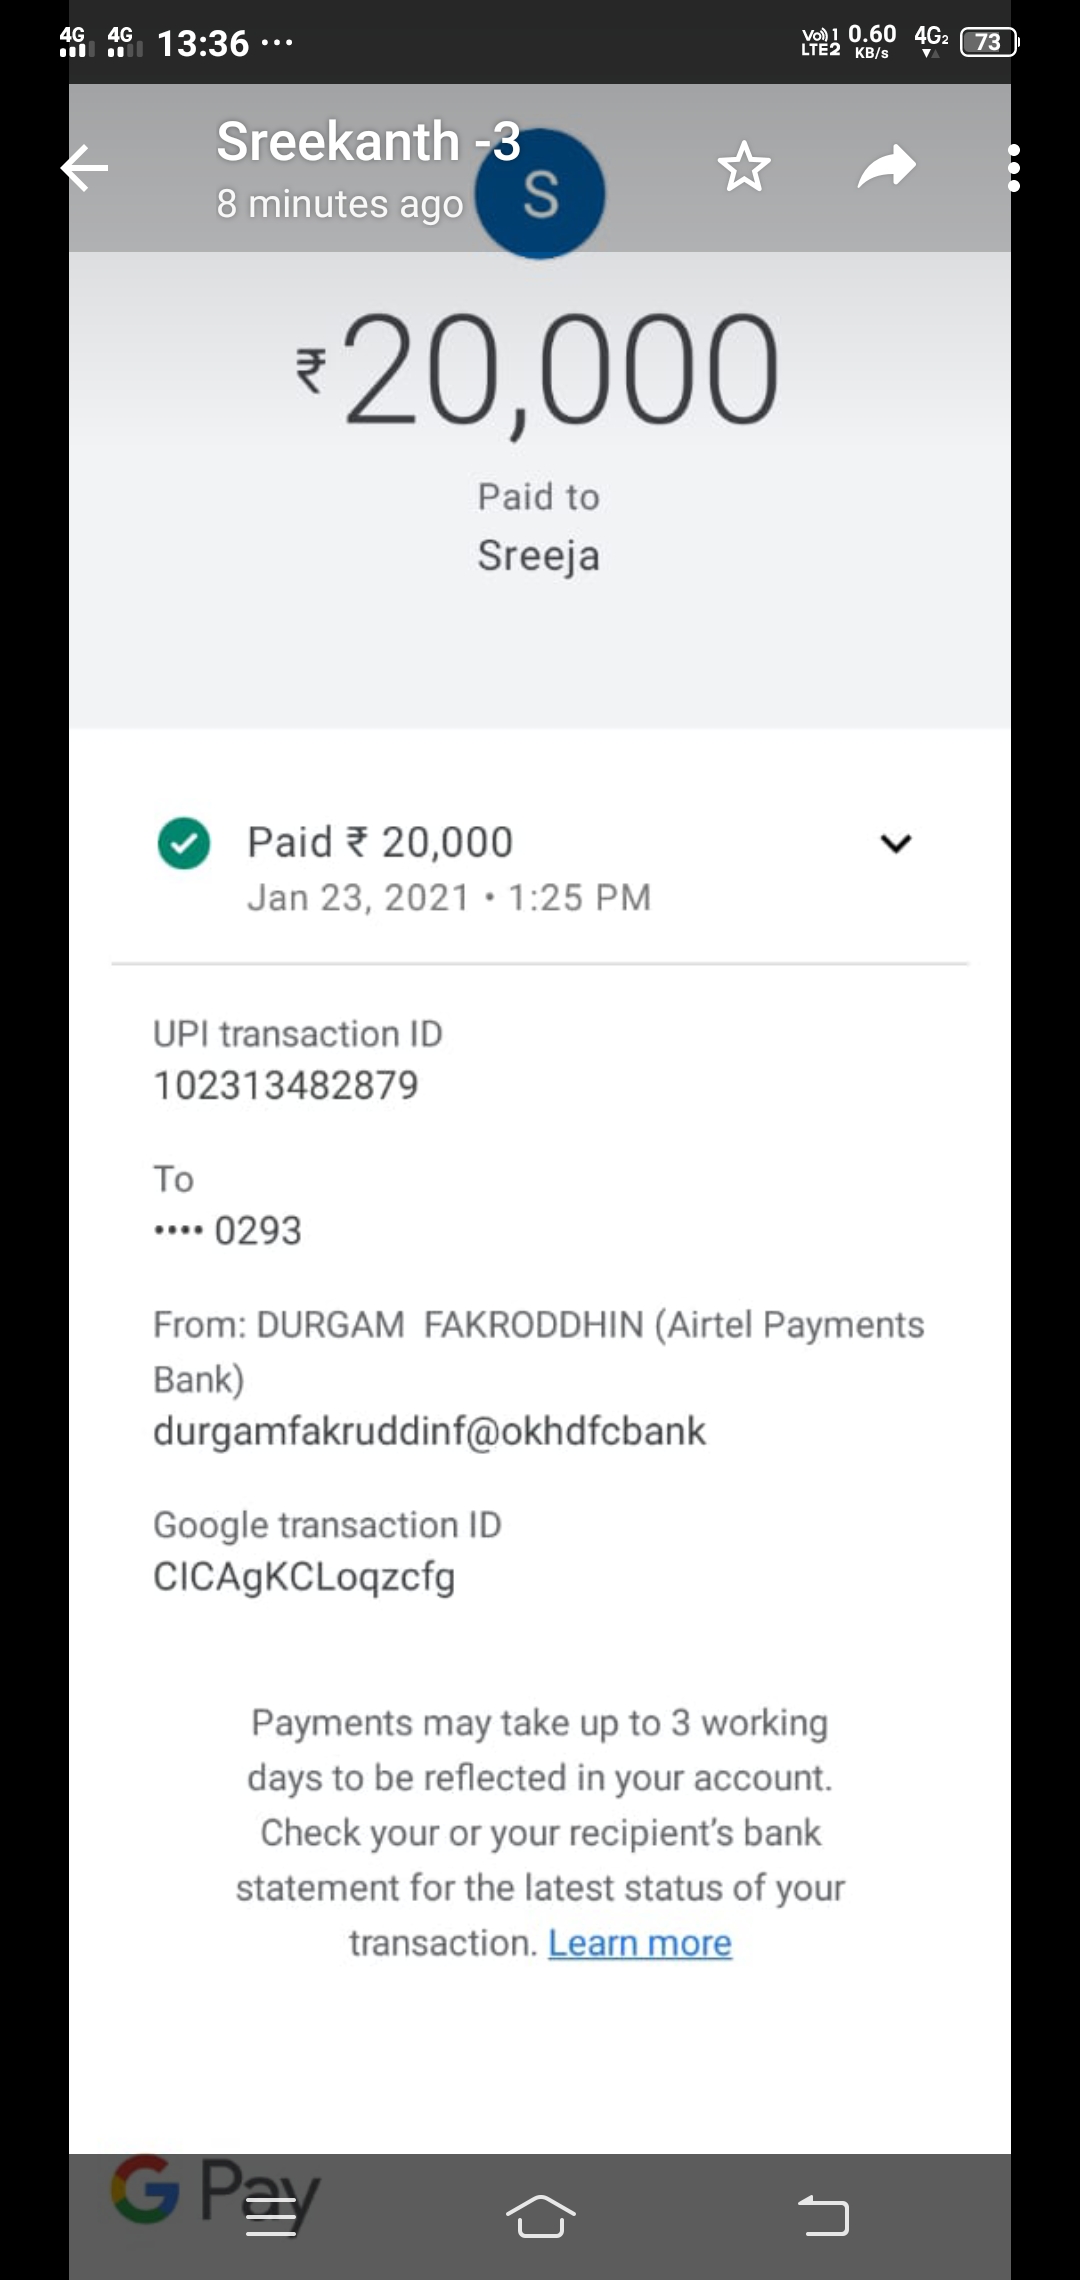 4G 4G 13:36 ... Vo)) 1 LTE2 0.60 KB/s 4G2 73
Sreekanth -3
8 minutes ago
S
₹20,000
Paid to
Sreeja
Paid ₹ 20,000
Jan 23, 2021 • 1:25 PM
UPI transaction ID
102313482879
To
•••• 0293
From: DURGAM FAKRODDHIN (Airtel Payments
Bank)
durgamfakruddinf@okhdfcbank
Google transaction ID
CICAgKCLoqzcfg
Payments may take up to 3 working
days to be reflected in your account.
Check your or your recipient's bank
statement for the latest status of your
transaction. Learn more
G Pay